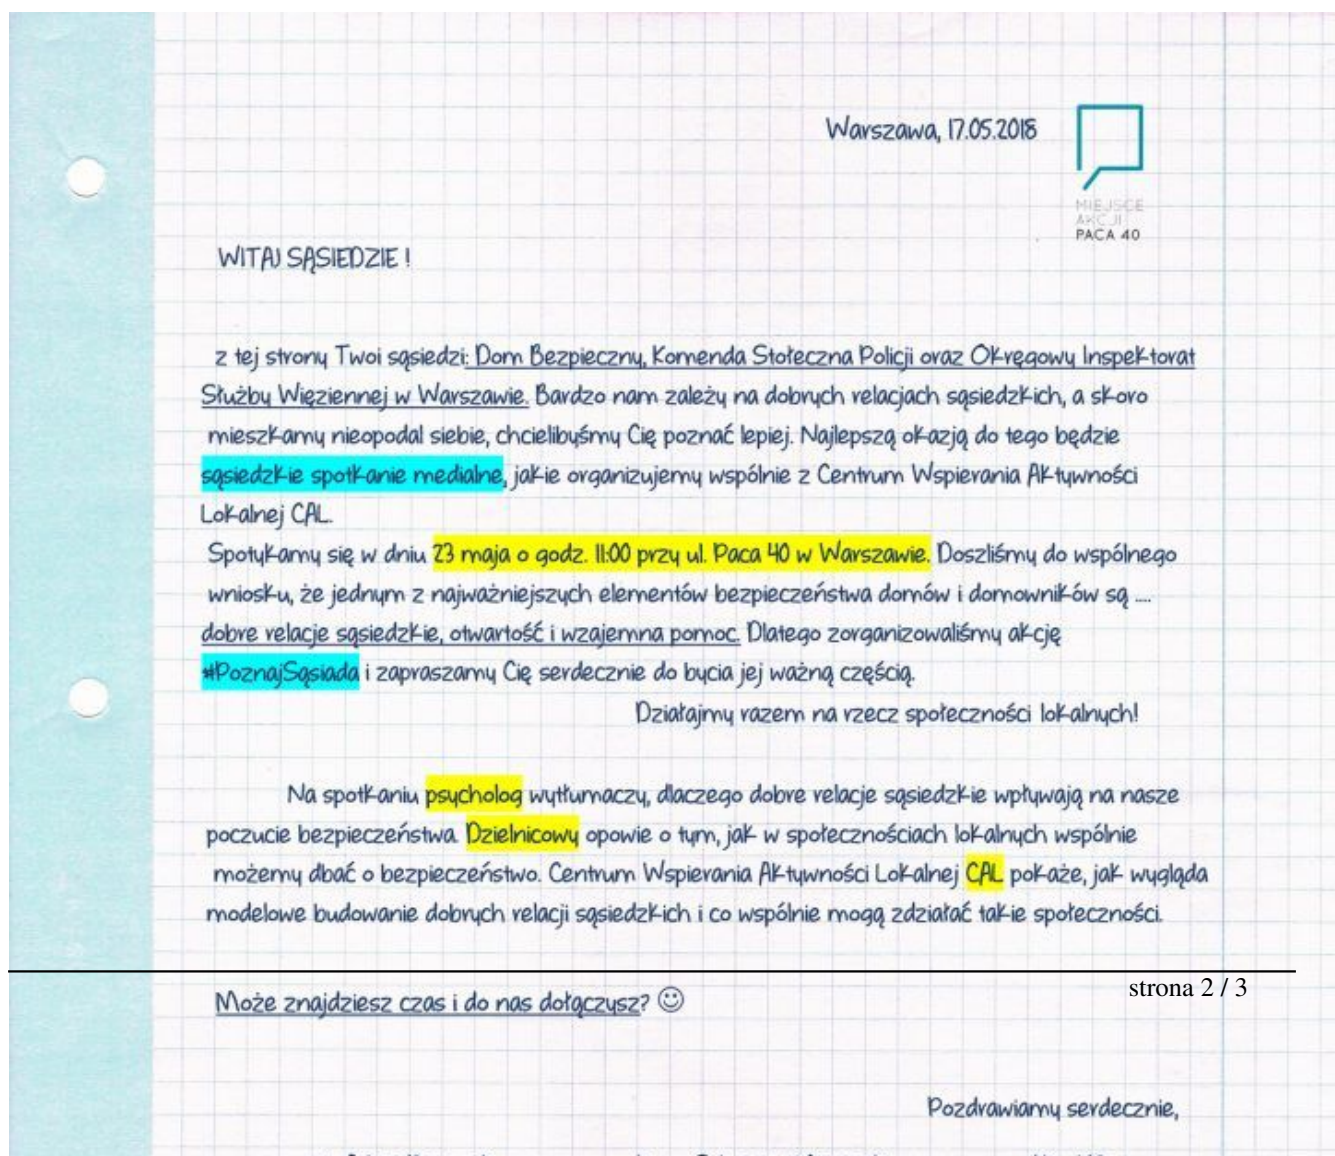 Warszawa, 17.05.2018
MIEJSCE
AKCJI
PACA 40
WITAJ SĄSIEDZIE !
z tej strony Twoi sąsiedzi: Dom Bezpieczny, Komenda Stołeczna Policji oraz Okręgowy Inspektorat
Służby Więziennej w Warszawie. Bardzo nam zależy na dobrych relacjach sąsiedzkich, a skoro
mieszkamy nieopodal siebie, chcielibyśmy Cię poznać lepiej. Najlepszą okazją do tego będzie
sąsiedzkie spotkanie medialne, jakie organizujemy wspólnie z Centrum Wspierania Aktywności
Lokalnej CAL.
Spotykamy się w dniu 23 maja o godz. 11:00 przy ul. Paca 40 w Warszawie. Doszliśmy do wspólnego
wniosku, że jednym z najważniejszych elementów bezpieczeństwa domów i domowników są ....
dobre relacje sąsiedzkie, otwartość i wzajemna pomoc. Dlatego zorganizowaliśmy akcję
#PoznajSąsiada i zapraszamy Cię serdecznie do bycia jej ważną częścią.
Działajmy razem na rzecz społeczności lokalnych!
Na spotkaniu psycholog wytłumaczy, dlaczego dobre relacje sąsiedzkie wpływają na nasze
poczucie bezpieczeństwa. Dzielnicowy opowie o tym, jak w społecznościach lokalnych wspólnie
możemy dbać o bezpieczeństwo. Centrum Wspierania Aktywności Lokalnej CAL pokaże, jak wygląda
modelowe budowanie dobrych relacji sąsiedzkich i co wspólnie mogą zdziałać takie społeczności.
strona 2 / 3
Może znajdziesz czas i do nas dołączysz? ☺
Pozdrawiamy serdecznie,